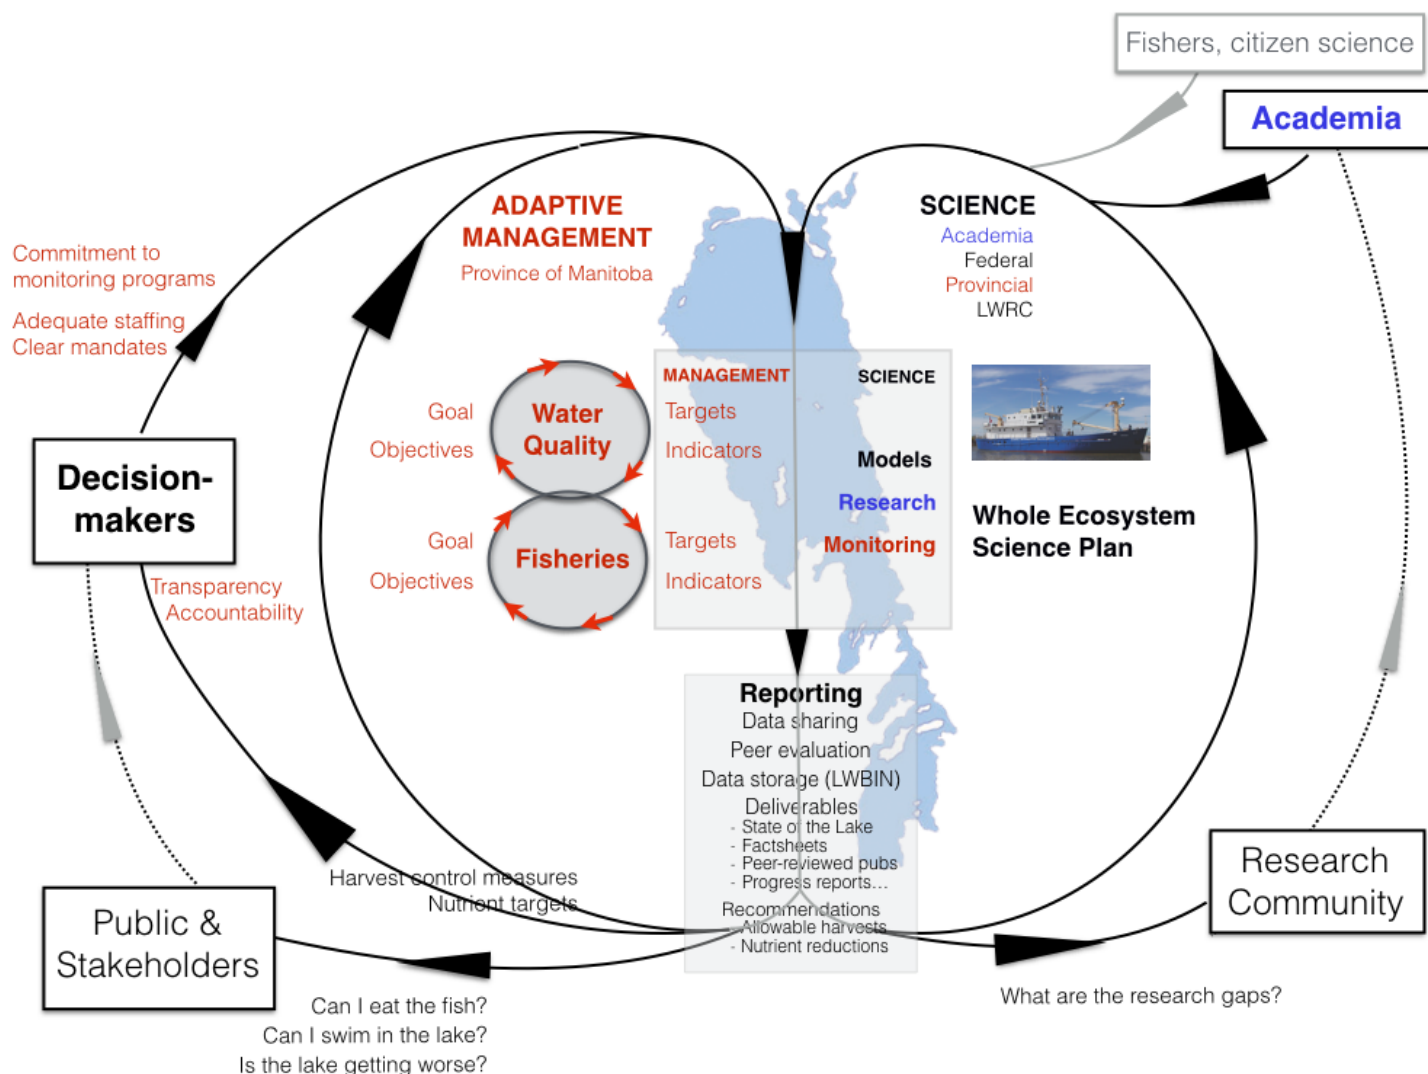 Fishers, citizen science
Academia
ADAPTIVE
MANAGEMENT
Province of Manitoba
SCIENCE
Academia
Federal
Provincial
LWRC
Commitment to
monitoring programs
Adequate staffing
Clear mandates
MANAGEMENT
SCIENCE
Goal
Objectives
Water
Quality
Targets
Indicators
Models
Research
Monitoring
Goal
Objectives
Fisheries
Targets
Indicators
Whole Ecosystem
Science Plan
Decision-
makers
Transparency
Accountability
Reporting
Data sharing
Peer evaluation
Data storage (LWBIN)
Deliverables
- State of the Lake
- Factsheets
- Peer-reviewed pubs
- Progress reports...
Recommendations
- Allowable harvests
- Nutrient reductions
Harvest control measures
Nutrient targets
Public &
Stakeholders
Research
Community
Can I eat the fish?
Can I swim in the lake?
Is the lake getting worse?
What are the research gaps?